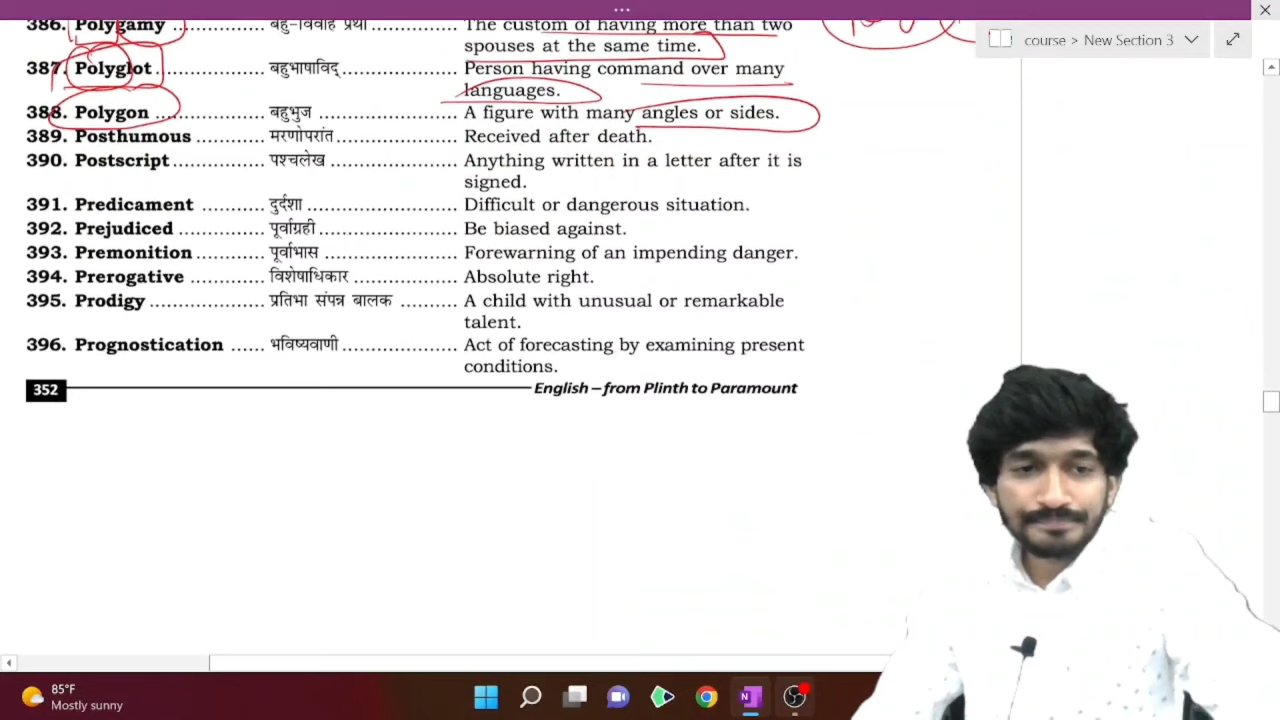 ...
course > New Section 3
386. Polygamy ............ बहु-विवाह प्रथा .................... The custom of having more than two
spouses at the same time.
387. Polyglot ................. बहुभाषाविद् ..................... Person having command over many
languages.
388. Polygon ................. बहुभुज ......................... A figure with many angles or sides.
389. Posthumous ........... मरणोपरांत ...................... Received after death.
390. Postscript .............. पश्चलेख ....................... Anything written in a letter after it is
signed.
391. Predicament ........... दुर्दशा ........................... Difficult or dangerous situation.
392. Prejudiced .............. पूर्वाग्रही ........................ Be biased against.
393. Premonition ............ पूर्वाभास ........................ Forewarning of an impending danger.
394. Prerogative ............. विशेषाधिकार ................... Absolute right.
395. Prodigy ................... प्रतिभा संपन्न बालक .......... A child with unusual or remarkable
talent.
396. Prognostication ...... भविष्यवाणी .................... Act of forecasting by examining present
conditions.
352 English – from Plinth to Paramount
85°F
Mostly sunny